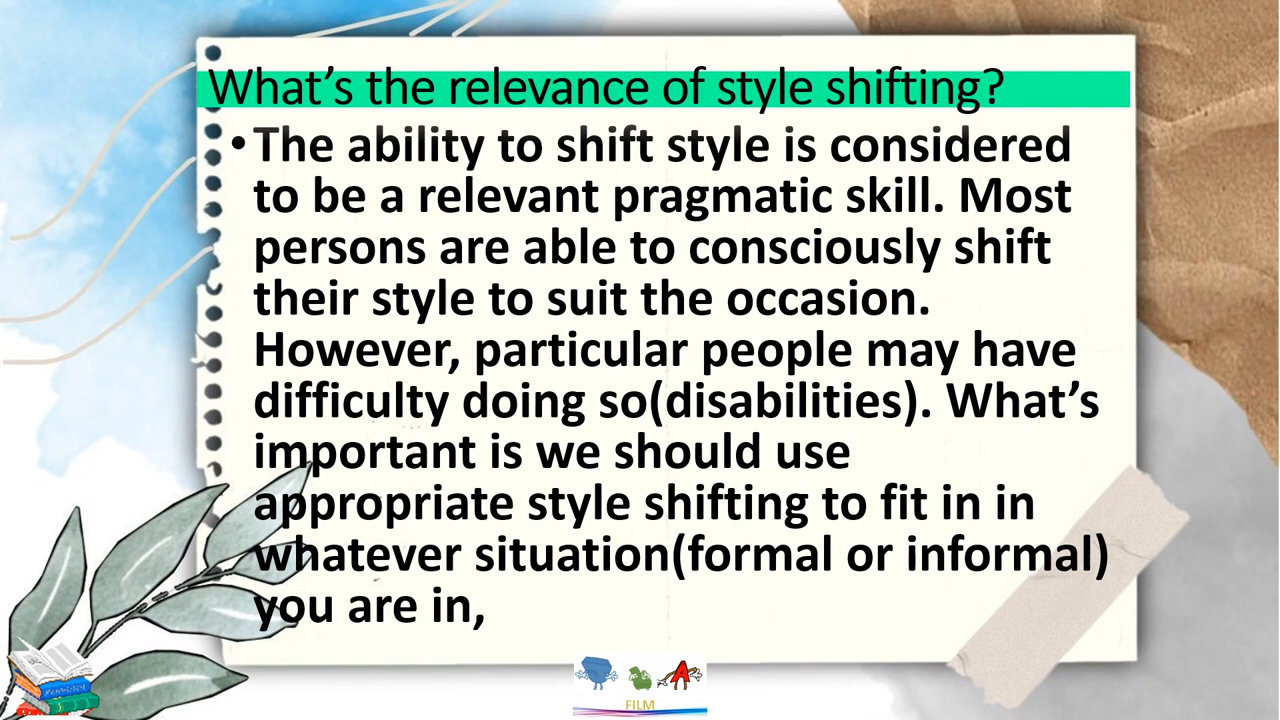 What’s the relevance of style shifting?
•The ability to shift style is considered
to be a relevant pragmatic skill. Most
persons are able to consciously shift
their style to suit the occasion.
However, particular people may have
difficulty doing so(disabilities). What’s
important is we should use
appropriate style shifting to fit in in
whatever situation(formal or informal)
you are in,
FILM